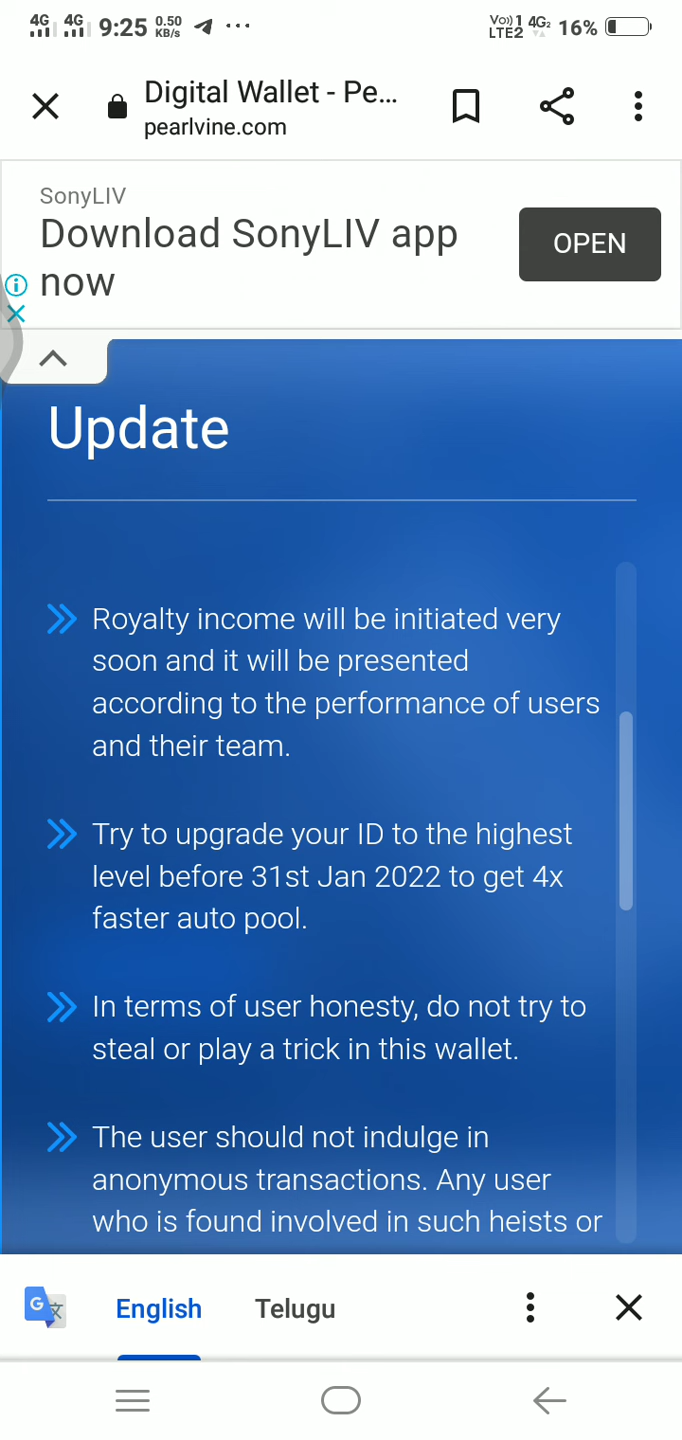 4G 4G 9:25 0.50 KB/s ··· Vo) 1 LTE2 4G2 16%
Digital Wallet - Pe...
pearlvine.com
SonyLIV
Download SonyLIV app
now
OPEN
Update
Royalty income will be initiated very
soon and it will be presented
according to the performance of users
and their team.
Try to upgrade your ID to the highest
level before 31st Jan 2022 to get 4x
faster auto pool.
In terms of user honesty, do not try to
steal or play a trick in this wallet.
The user should not indulge in
anonymous transactions. Any user
who is found involved in such heists or
G English Telugu